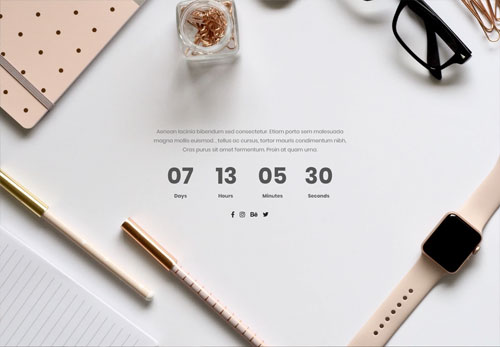 Aenean lacinia bibendum sed consectetur. Etiam porta sem malesuada
magna mollis euismod., tellus ac cursus, tortor mauris condimentum nibh,
Cras purus sit amet fermentum. Proin at quam urna.
07 13 05 30
Days Hours Minutes Seconds